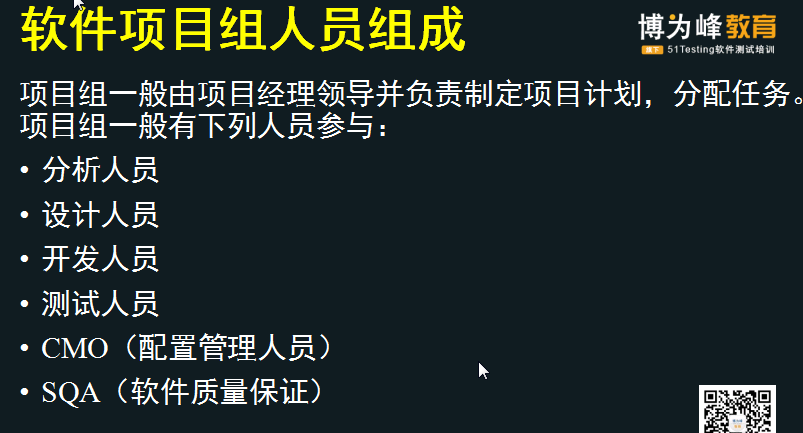 软件项目组人员组成
博为峰教育
旗下 51Testing软件测试培训
项目组一般由项目经理领导并负责制定项目计划，分配任务。
项目组一般有下列人员参与：
• 分析人员
• 设计人员
• 开发人员
• 测试人员
• CMO（配置管理人员）
• SQA（软件质量保证）
博为峰